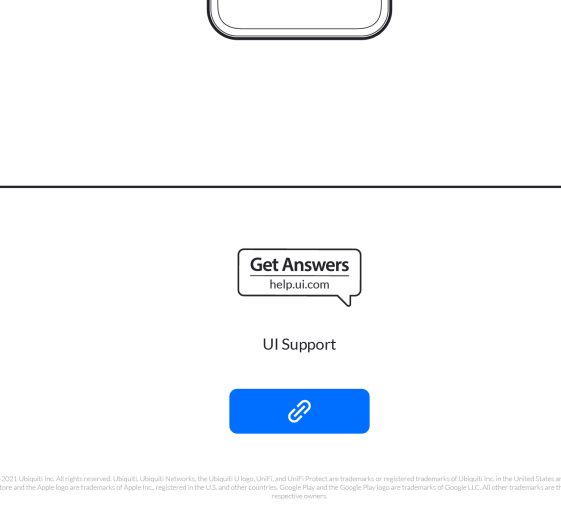 Get Answers
help.ui.com
UI Support
-2021 Ubiquiti Inc. All rights reserved. Ubiquiti, Ubiquiti Networks, the Ubiquiti U logo, UniFi, and UniFi Protect are trademarks or registered trademarks of Ubiquiti Inc. in the United States
tore and the Apple logo are trademarks of Apple Inc., registered in the U.S. and other countries. Google Play and the Google Play logo are trademarks of Google LLC. All other trademarks are
respective owners.